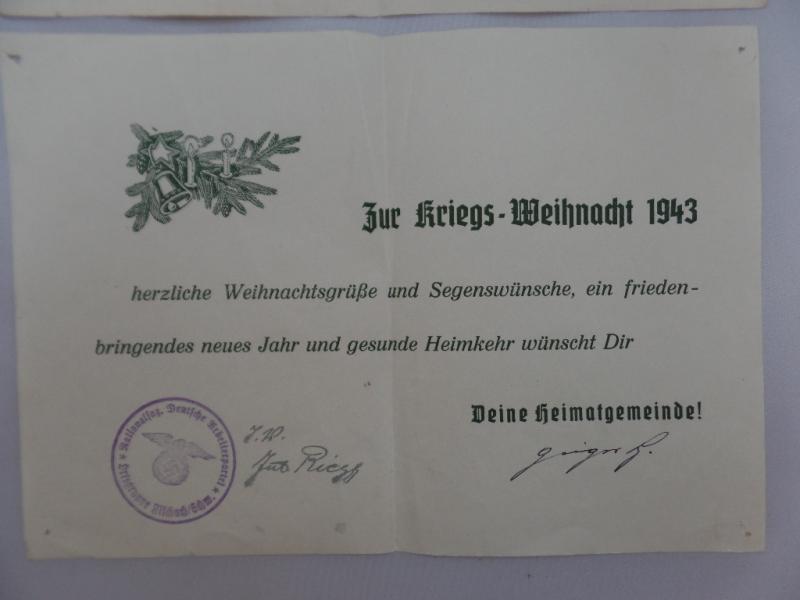 Zur Kriegs-Weihnacht 1943
herzliche Weihnachtsgrüße und Segenswünsche, ein frieden-
bringendes neues Jahr und gesunde Heimkehr wünscht Dir
Deine Heimatgemeinde!
Nationalsoz. Deutsche Arbeiterpartei
Ortsgruppe